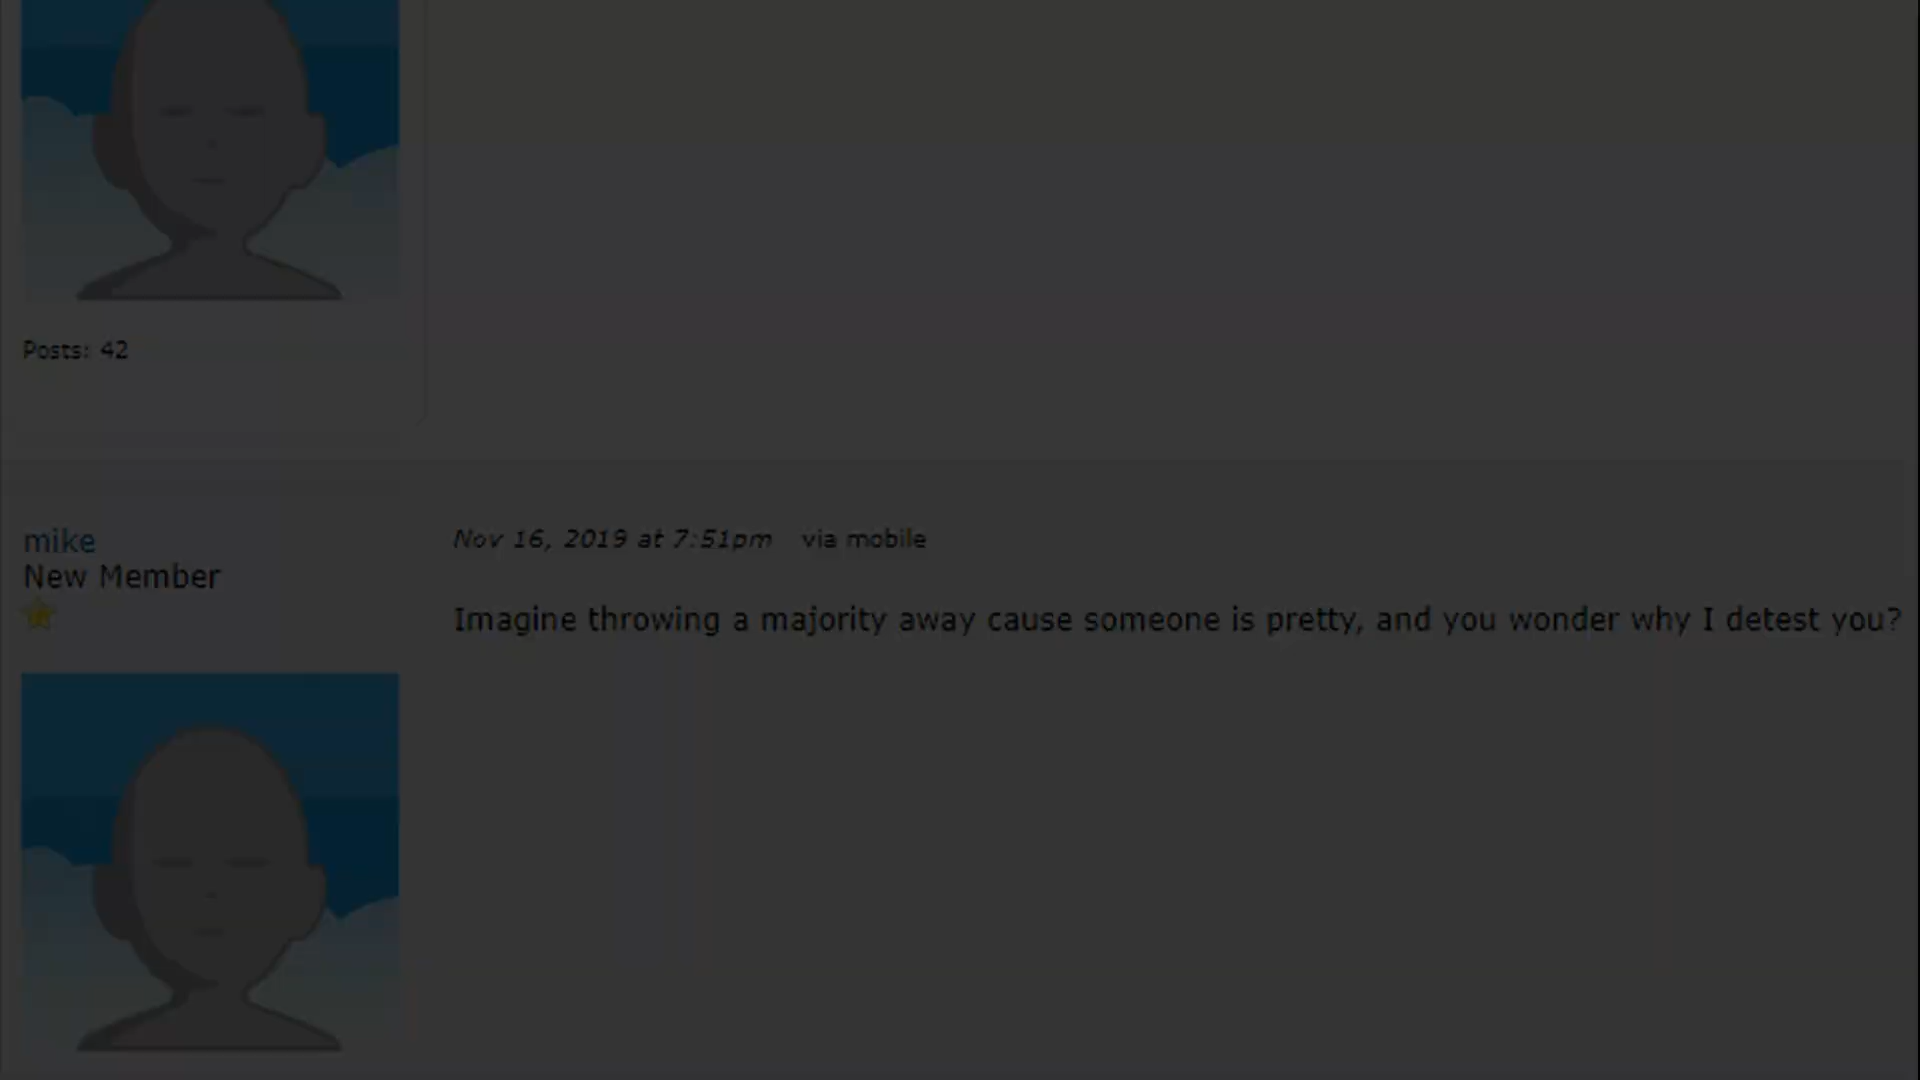 Posts: 42
mike
New Member
Nov 16, 2019 at 7:51pm via mobile
Imagine throwing a majority away cause someone is pretty, and you wonder why I detest you?